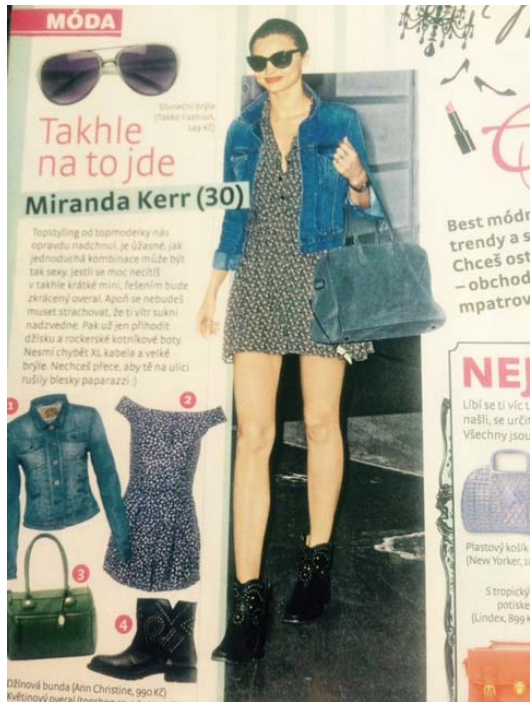 MÓDA
Sluneční brýle
(Takko Fashion,
149 Kč)
Takhle
na to jde
Miranda Kerr (30)
Topstyling od topmodelky nás
opravdu nadchnul. Je úžasné, jak
jednoduchá kombinace může být
tak sexy. Jestli se moc necítíš
v takhle krátké mini, řešením bude
zkrácený overal. Apoň se nebudeš
muset strachovat, že ti vítr sukni
nadzvedne. Pak už jen přihodit
džísku a rockerské kotníkové boty.
Nesmí chybět XL kabela a velké
brýle. Nechceš přece, aby tě na ulici
rušily blesky paparazzi :)
1
2
3
4
Džínová bunda (Ann Christine, 990 Kč)
Květinový overal
Best módn
trendy a s
Chceš ost
– obchod
mpatrov
NEJ
Líbí se ti víc t
našli, se určit
Všechny jsou
Plastový košík
(New Yorker,
S tropický
potiske
(Lindex, 899 K